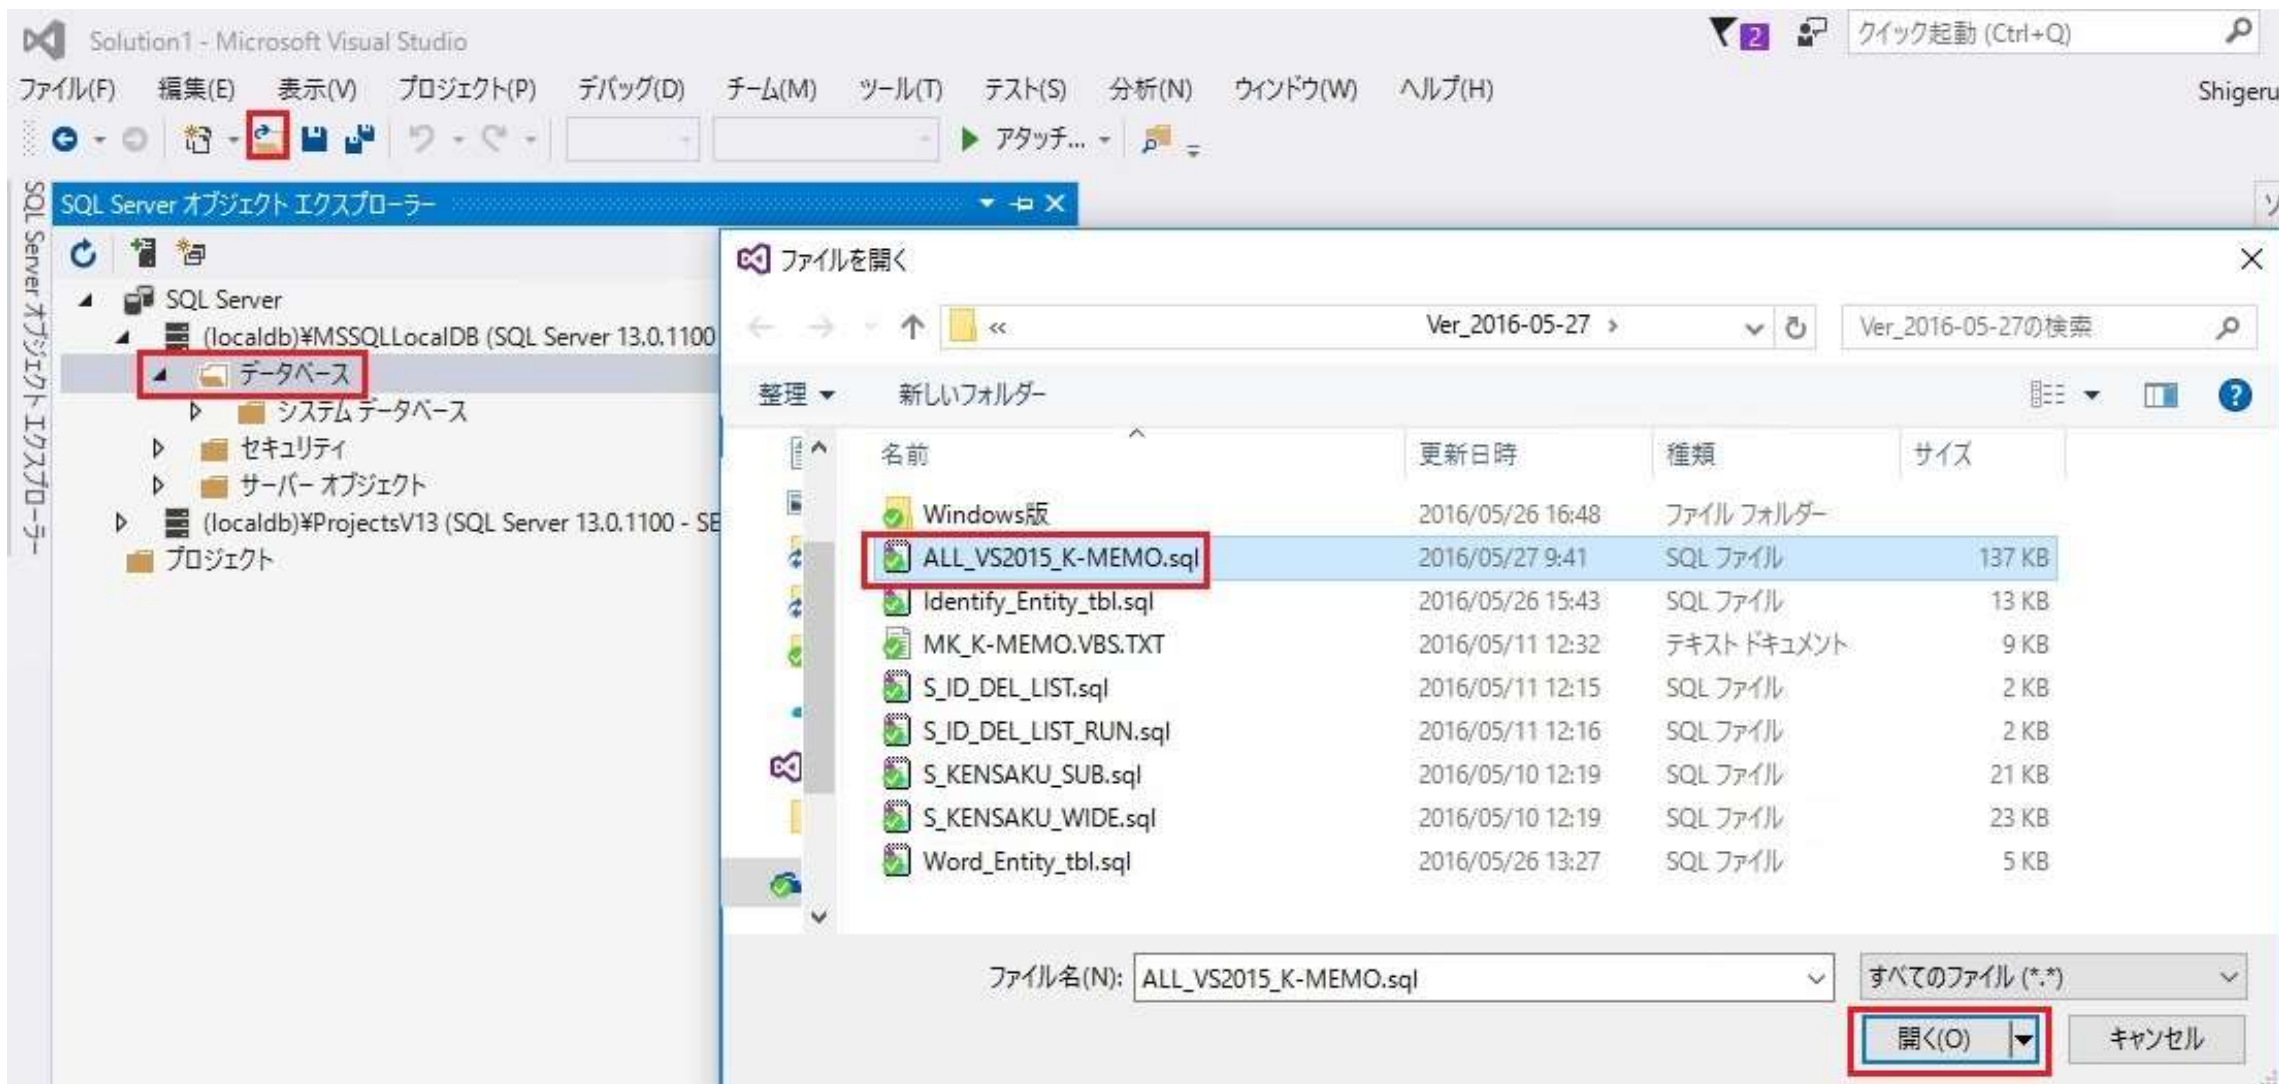 Solution1 - Microsoft Visual Studio
2
クイック起動 (Ctrl+Q)
ファイル(F) 編集(E) 表示(V) プロジェクト(P) デバッグ(D) チーム(M) ツール(T) テスト(S) 分析(N) ウィンドウ(W) ヘルプ(H)
Shigeru
アタッチ...
SQL Server オブジェクト エクスプローラー
SQL Server オブジェクト エクスプローラー
SQL Server
(localdb)¥MSSQLLocalDB (SQL Server 13.0.1100
データベース
システム データベース
セキュリティ
サーバー オブジェクト
(localdb)¥ProjectsV13 (SQL Server 13.0.1100 - SE
プロジェクト
ファイルを開く
« Ver_2016-05-27 ›
Ver_2016-05-27の検索
整理 新しいフォルダー
?
名前 更新日時 種類 サイズ
Windows版 2016/05/26 16:48 ファイル フォルダー
ALL_VS2015_K-MEMO.sql 2016/05/27 9:41 SQL ファイル 137 KB
Identify_Entity_tbl.sql 2016/05/26 15:43 SQL ファイル 13 KB
MK_K-MEMO.VBS.TXT 2016/05/11 12:32 テキスト ドキュメント 9 KB
S_ID_DEL_LIST.sql 2016/05/11 12:15 SQL ファイル 2 KB
S_ID_DEL_LIST_RUN.sql 2016/05/11 12:16 SQL ファイル 2 KB
S_KENSAKU_SUB.sql 2016/05/10 12:19 SQL ファイル 21 KB
S_KENSAKU_WIDE.sql 2016/05/10 12:19 SQL ファイル 23 KB
Word_Entity_tbl.sql 2016/05/26 13:27 SQL ファイル 5 KB
ファイル名(N): ALL_VS2015_K-MEMO.sql
すべてのファイル (*.*)
開く(O) キャンセル